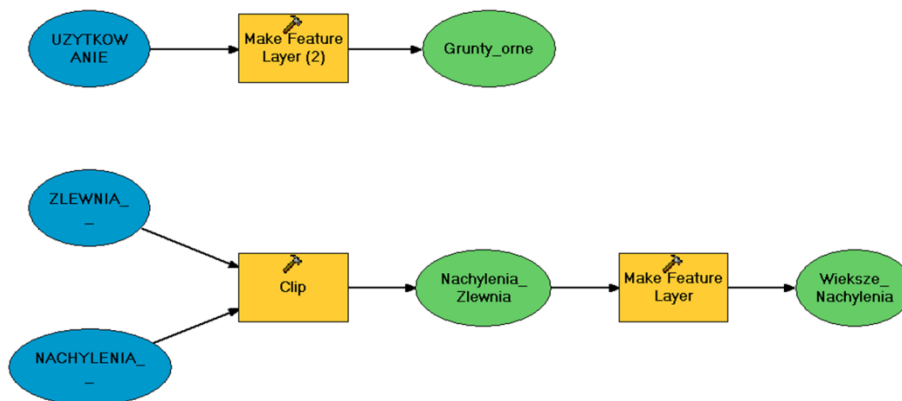 UZYTKOW
ANIE
Make Feature
Layer (2)
Grunty_orne
ZLEWNIA_
_
Clip
Nachylenia_
Zlewnia
Make Feature
Layer
Wieksze_
Nachylenia
NACHYLENIA_
_